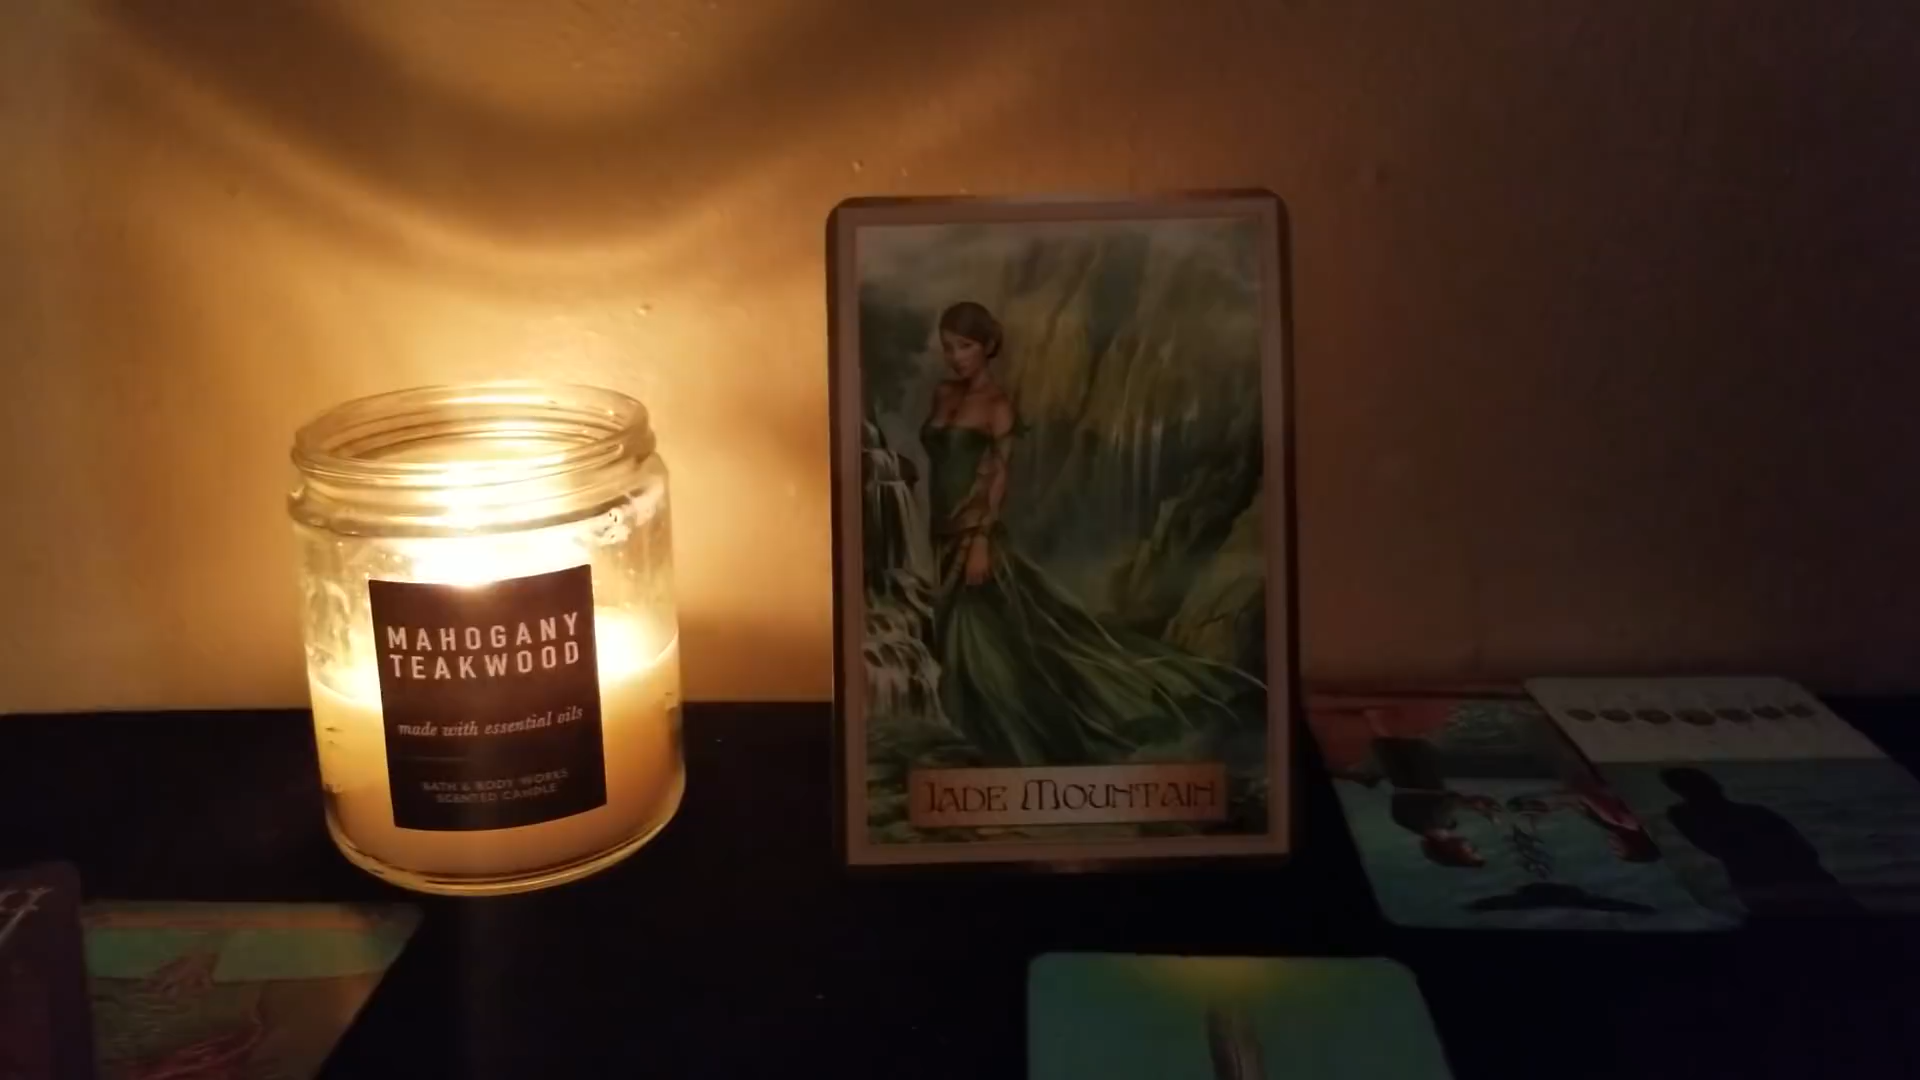 MAHOGANY
TEAKWOOD
made with essential oils
BATH & BODY WORKS
SCENTED CANDLE
JADE MOUNTAIN